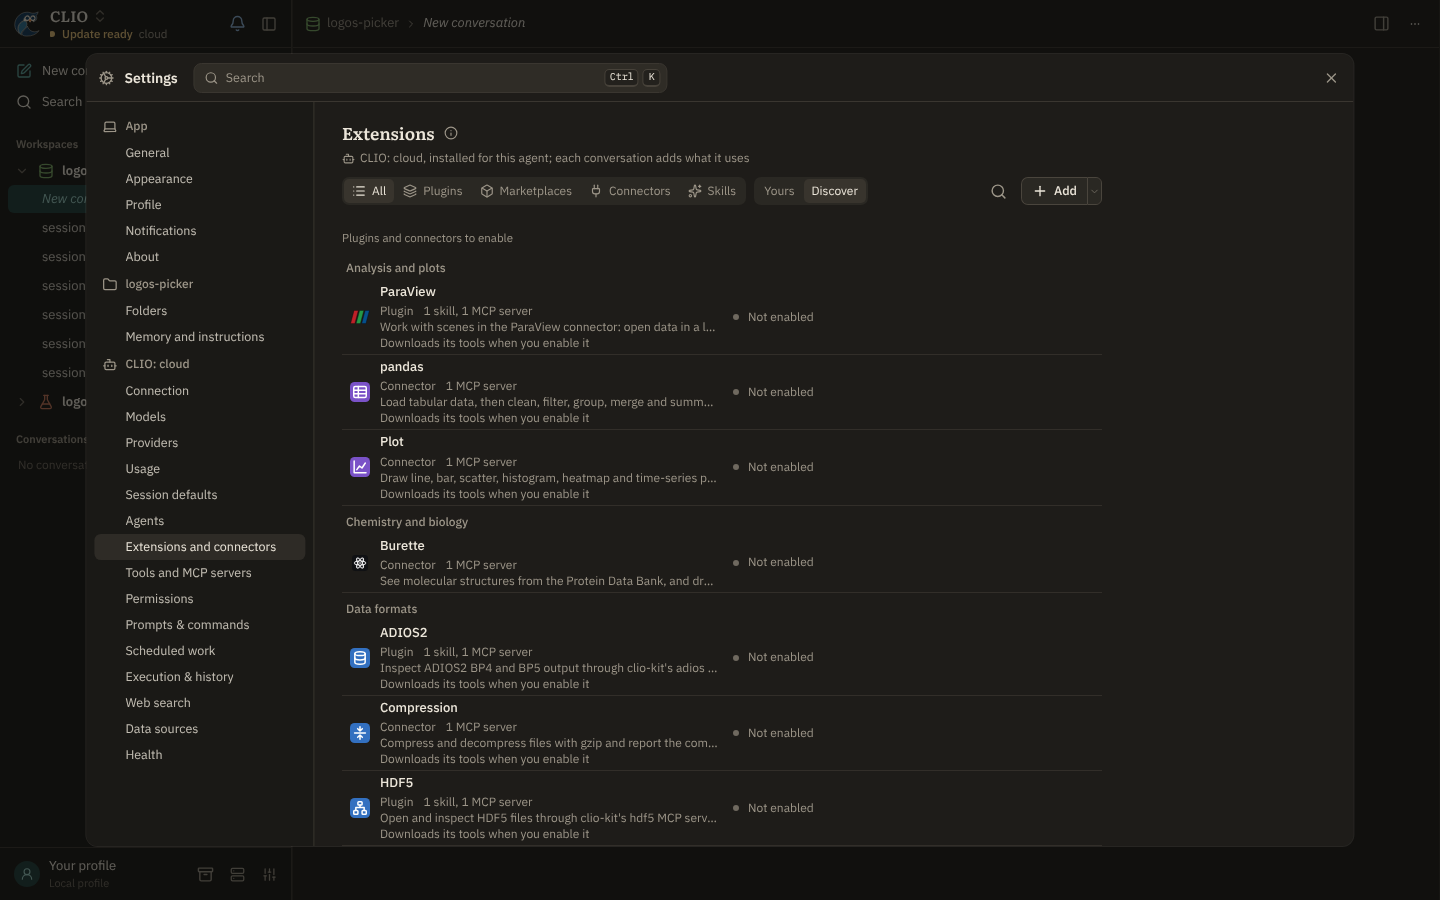 CLIO
Update ready cloud
logos-picker › New conversation
Settings
Search
Ctrl K
New co
Search
Workspaces
logo
New co
session
session
session
session
session
session
logo
Conversations
No conversat
App
General
Appearance
Profile
Notifications
About
logos-picker
Folders
Memory and instructions
CLIO: cloud
Connection
Models
Providers
Usage
Session defaults
Agents
Extensions and connectors
Tools and MCP servers
Permissions
Prompts & commands
Scheduled work
Execution & history
Web search
Data sources
Health
Extensions
CLIO: cloud, installed for this agent; each conversation adds what it uses
All Plugins Marketplaces Connectors Skills Yours Discover
Add
Plugins and connectors to enable
Analysis and plots
ParaView
Plugin 1 skill, 1 MCP server
Work with scenes in the ParaView connector: open data in a l...
Downloads its tools when you enable it
Not enabled
pandas
Connector 1 MCP server
Load tabular data, then clean, filter, group, merge and summ...
Downloads its tools when you enable it
Not enabled
Plot
Connector 1 MCP server
Draw line, bar, scatter, histogram, heatmap and time-series p...
Downloads its tools when you enable it
Not enabled
Chemistry and biology
Burette
Connector 1 MCP server
See molecular structures from the Protein Data Bank, and dr...
Not enabled
Data formats
ADIOS2
Plugin 1 skill, 1 MCP server
Inspect ADIOS2 BP4 and BP5 output through clio-kit's adios ...
Downloads its tools when you enable it
Not enabled
Compression
Connector 1 MCP server
Compress and decompress files with gzip and report the com...
Downloads its tools when you enable it
Not enabled
HDF5
Plugin 1 skill, 1 MCP server
Open and inspect HDF5 files through clio-kit's hdf5 MCP serv...
Downloads its tools when you enable it
Not enabled
Your profile
Local profile